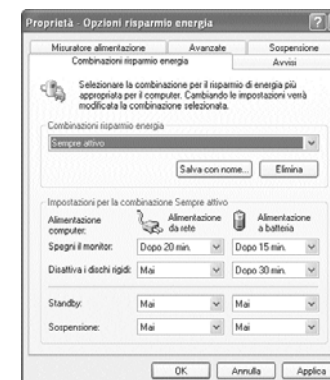 Proprietà - Opzioni risparmio energia
Misuratore alimentazione Avanzate Sospensione
Combinazioni risparmio energia Avvisi
Selezionare la combinazione per il risparmio di energia più
appropriata per il computer. Cambiando le impostazioni verrà
modificata la combinazione selezionata.
Combinazioni risparmio energia
Sempre attivo
Salva con nome... Elimina
Impostazioni per la combinazione Sempre attivo
Alimentazione computer: Alimentazione da rete Alimentazione a batteria
Spegni il monitor: Dopo 20 min. Dopo 15 min.
Disattiva i dischi rigidi: Mai Dopo 30 min.
Standby: Mai Mai
Sospensione: Mai Mai
OK Annulla Applica